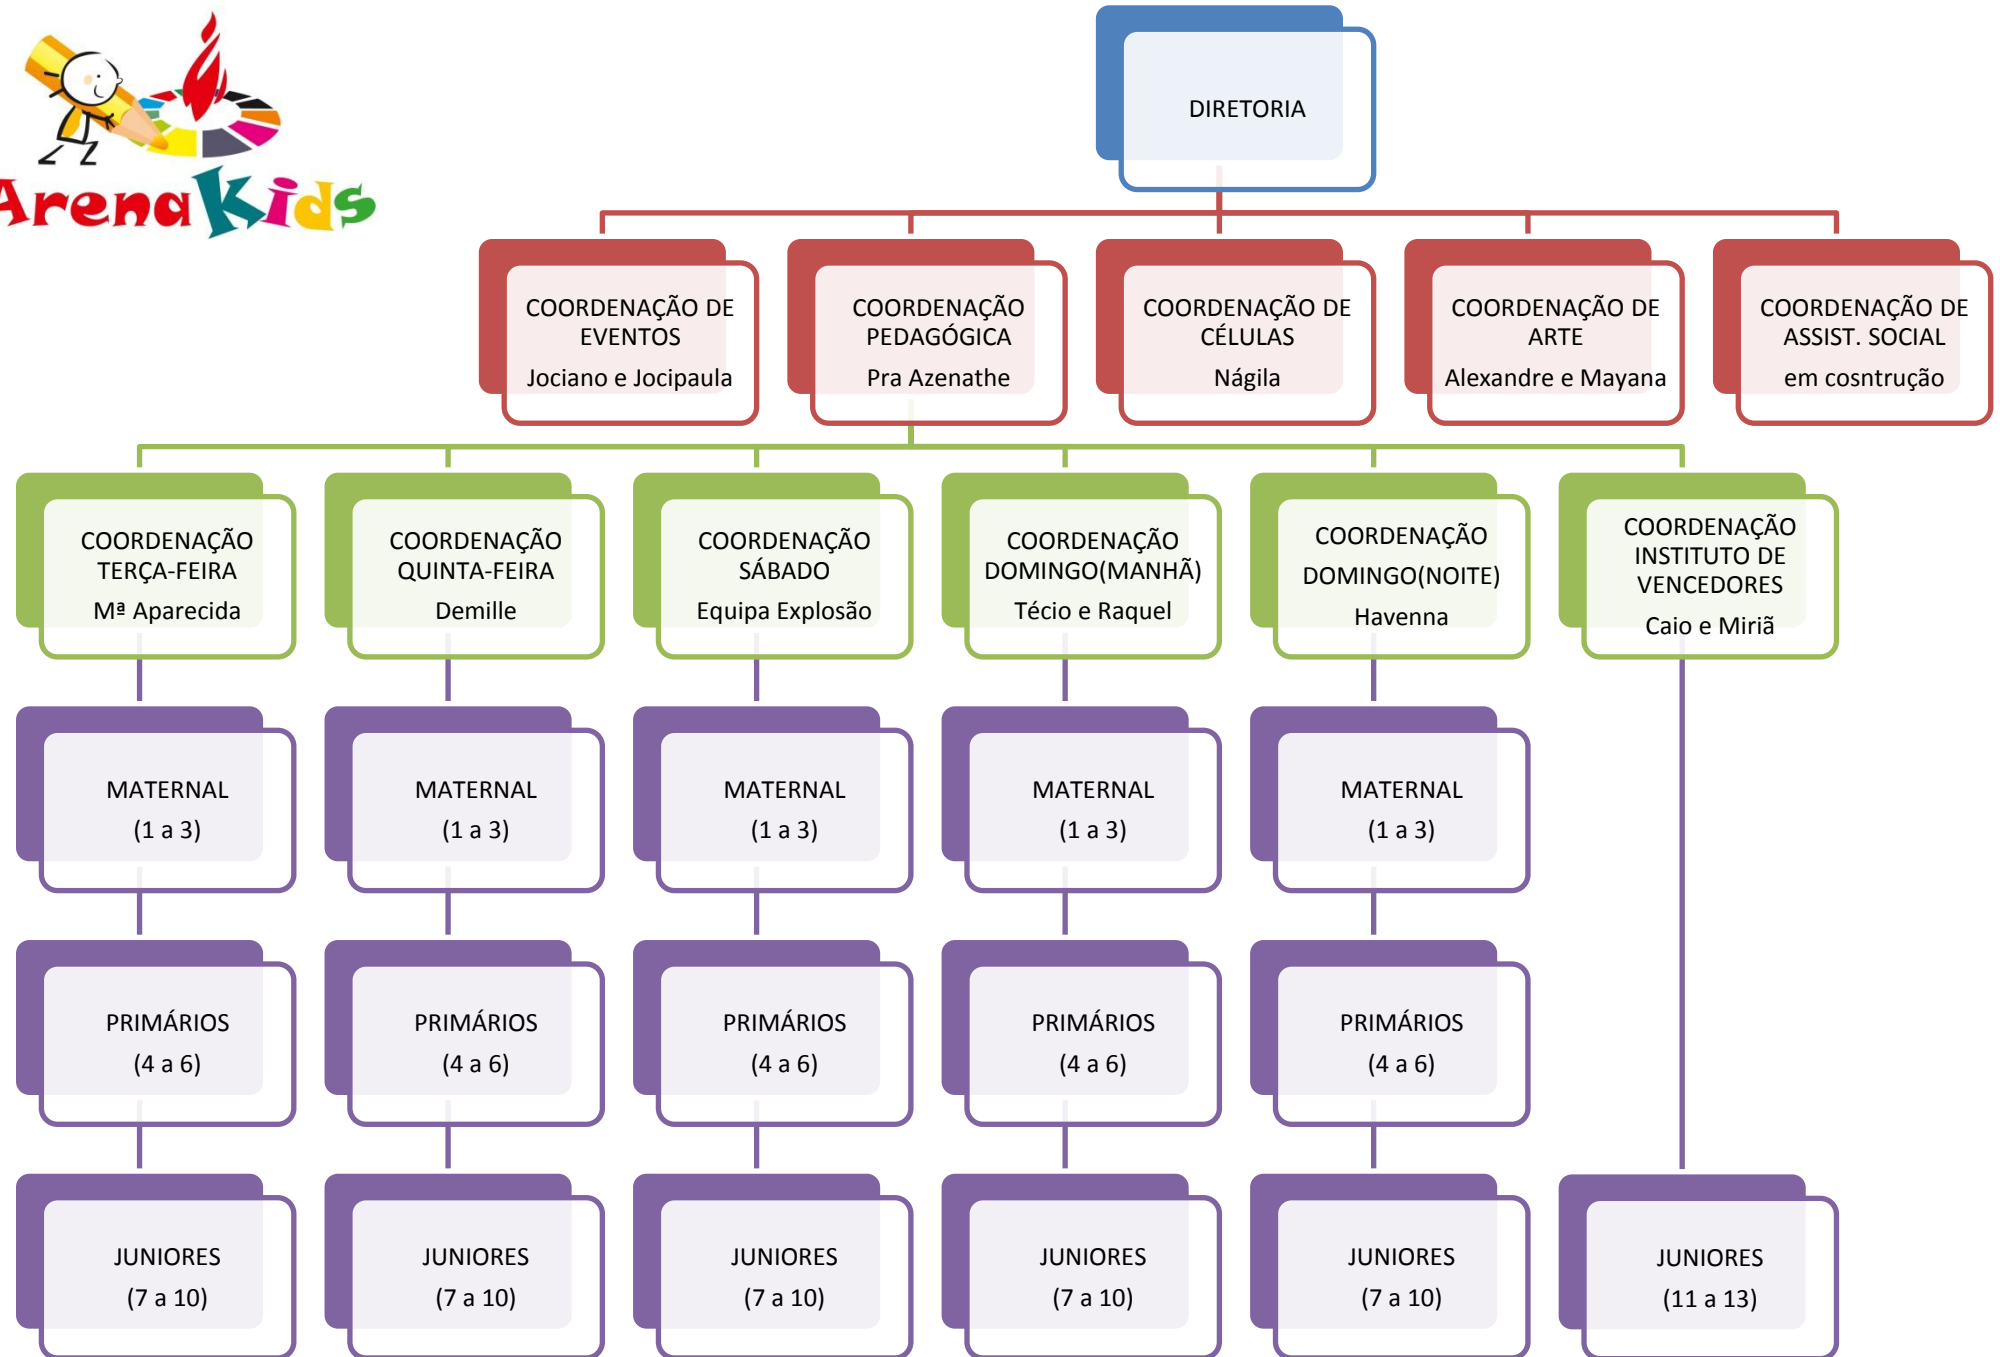 ArenaKids
DIRETORIA
COORDENAÇÃO DE
EVENTOS
Jociano e Jocipaula
COORDENAÇÃO
PEDAGÓGICA
Pra Azenathe
COORDENAÇÃO DE
CÉLULAS
Nágila
COORDENAÇÃO DE
ARTE
Alexandre e Mayana
COORDENAÇÃO DE
ASSIST. SOCIAL
em cosntrução
COORDENAÇÃO
TERÇA-FEIRA
Mª Aparecida
COORDENAÇÃO
QUINTA-FEIRA
Demille
COORDENAÇÃO
SÁBADO
Equipa Explosão
COORDENAÇÃO
DOMINGO(MANHÃ)
Técio e Raquel
COORDENAÇÃO
DOMINGO(NOITE)
Havenna
COORDENAÇÃO
INSTITUTO DE
VENCEDORES
Caio e Miriã
MATERNAL
(1 a 3)
MATERNAL
(1 a 3)
MATERNAL
(1 a 3)
MATERNAL
(1 a 3)
MATERNAL
(1 a 3)
PRIMÁRIOS
(4 a 6)
PRIMÁRIOS
(4 a 6)
PRIMÁRIOS
(4 a 6)
PRIMÁRIOS
(4 a 6)
PRIMÁRIOS
(4 a 6)
JUNIORES
(7 a 10)
JUNIORES
(7 a 10)
JUNIORES
(7 a 10)
JUNIORES
(7 a 10)
JUNIORES
(7 a 10)
JUNIORES
(11 a 13)